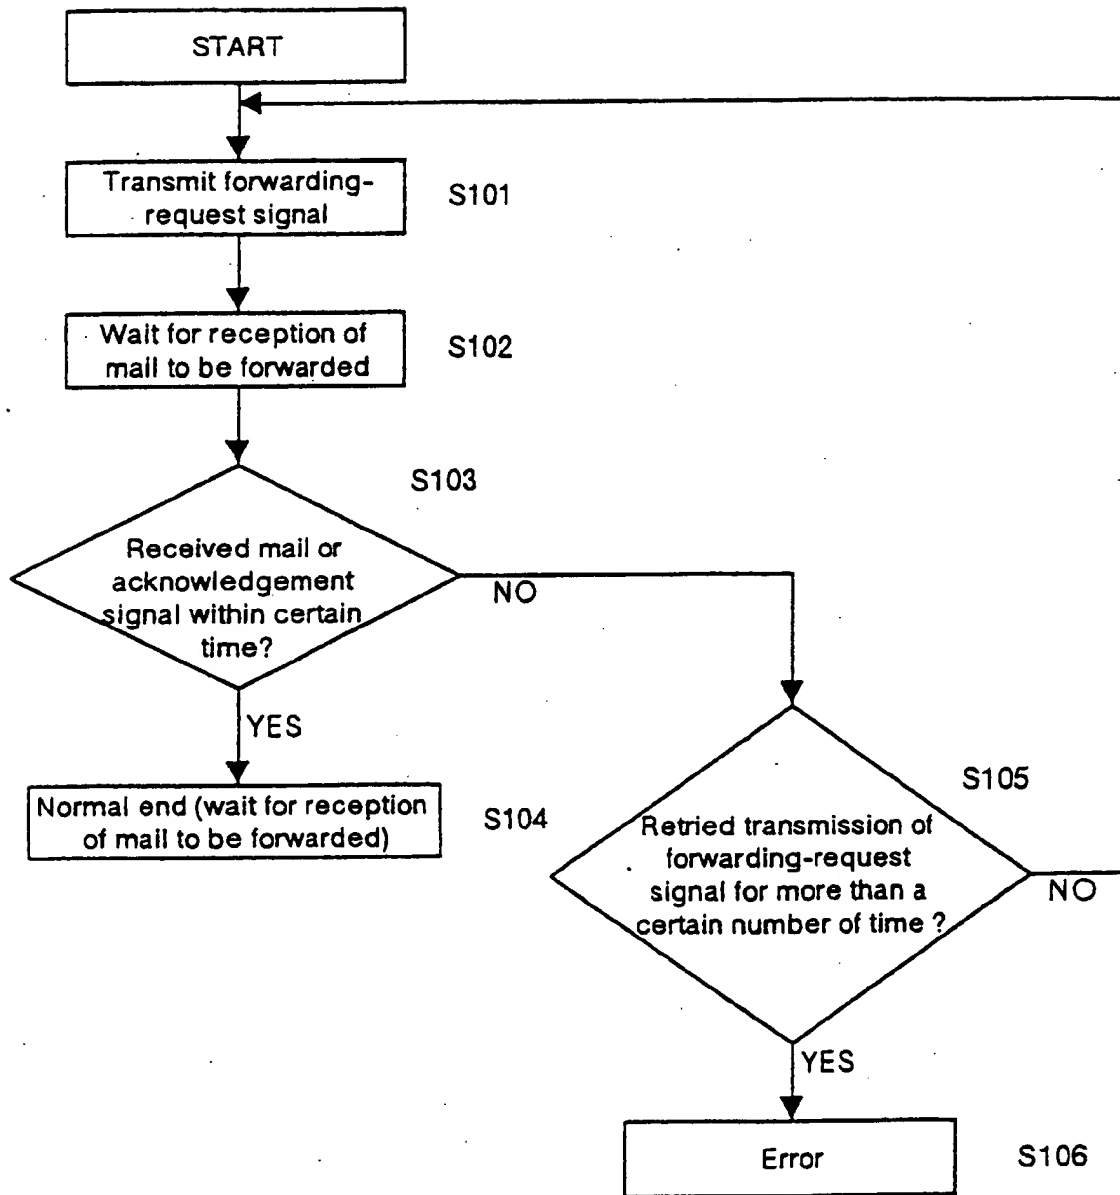 START
Transmit forwarding-
request signal
S101
Wait for reception of
mail to be forwarded
S102
S103
Received mail or
acknowledgement
signal within certain
time?
NO
YES
Normal end (wait for reception
of mail to be forwarded)
S104
S105
Retried transmission of
forwarding-request
signal for more than a
certain number of time ?
NO
YES
Error
S106